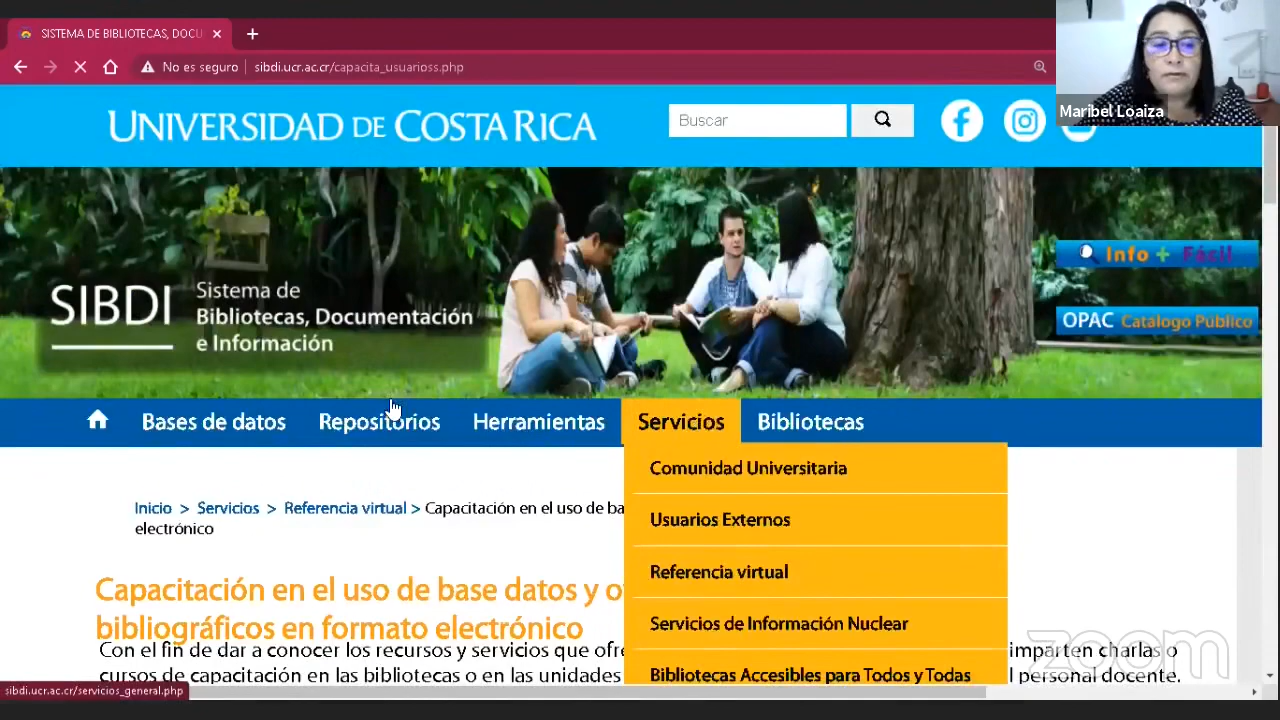 SISTEMA DE BIBLIOTECAS, DOCU
No es seguro
sibdi.ucr.ac.cr/capacita_usuarioss.php
Maribel Loaiza
UNIVERSIDAD DE COSTA RICA
Buscar
SIBDI
Sistema de
Bibliotecas, Documentación
e Información
Info + Fácil
OPAC Catalogo Público
Bases de datos
Repositorios
Herramientas
Servicios
Bibliotecas
Comunidad Universitaria
Usuarios Externos
Referencia virtual
Servicios de Información Nuclear
Bibliotecas Accesibles para Todos y Todas
Inicio > Servicios > Referencia virtual > Capacitación en el uso de ba
electrónico
Capacitación en el uso de base datos y o
bibliográficos en formato electrónico
Con el fin de dar a conocer los recursos y servicios que ofre imparten charlas o
cursos de capacitación en las bibliotecas o en las unidades l personal docente.
zoom
sibdi.ucr.ac.cr/servicios_general.php